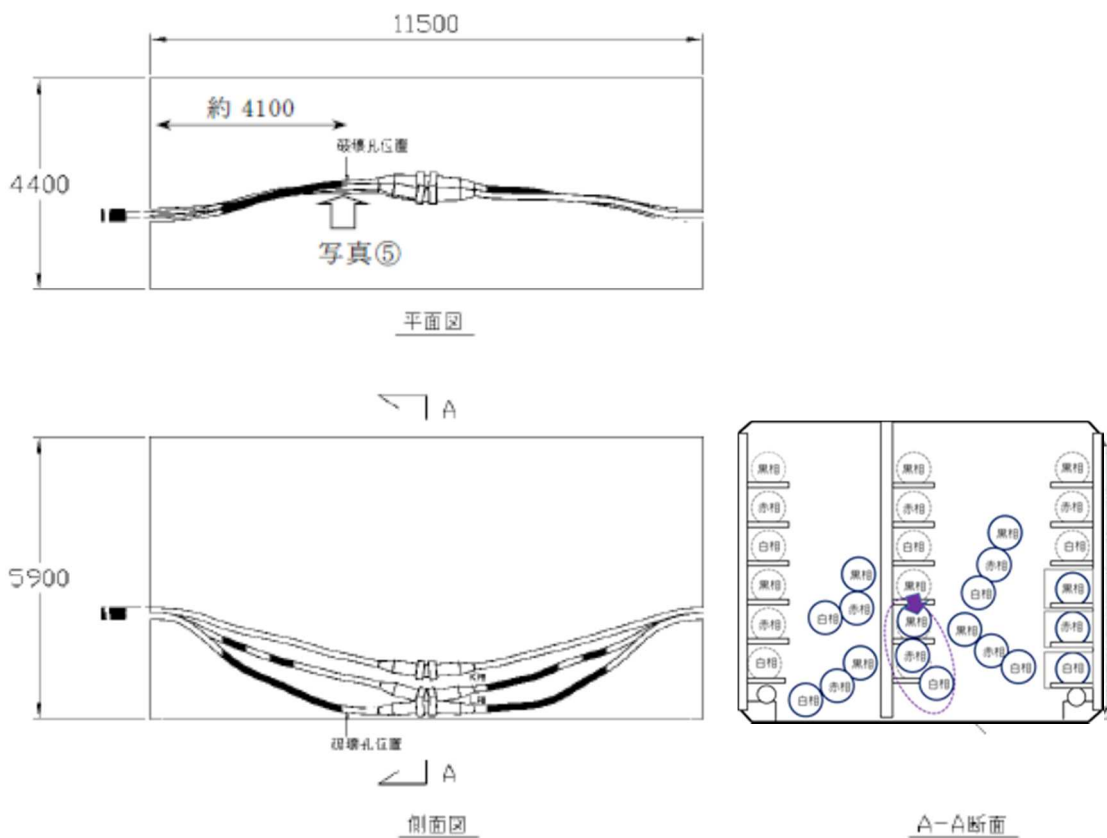 11500
約 4100
破壊孔位置
4400
写真⑤
平面図
A
5900
破壊孔位置
A
側面図
黒相
赤相
白相
黒相
赤相
白相
黒相
赤相
白相
黒相
赤相
白相
黒相
赤相
白相
黒相
黒相
赤相
白相
黒相
赤相
白相
黒相
赤相
白相
黒相
赤相
白相
黒相
赤相
白相
A-A断面